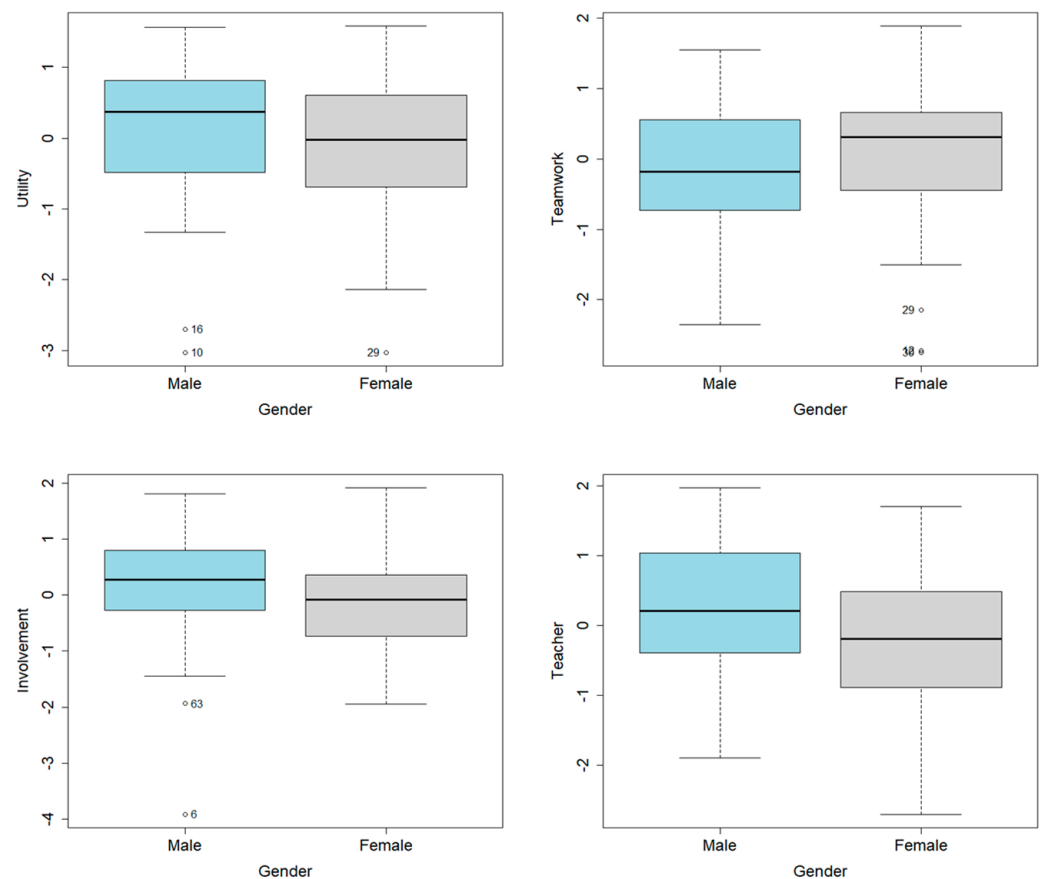 Utility
1
0
-1
-2
-3
16
10
29
Male
Female
Gender
Teamwork
2
1
0
-1
-2
29
Male
Female
Gender
Involvement
2
1
0
-1
-2
-3
-4
63
6
Male
Female
Gender
Teacher
2
1
0
-1
-2
Male
Female
Gender